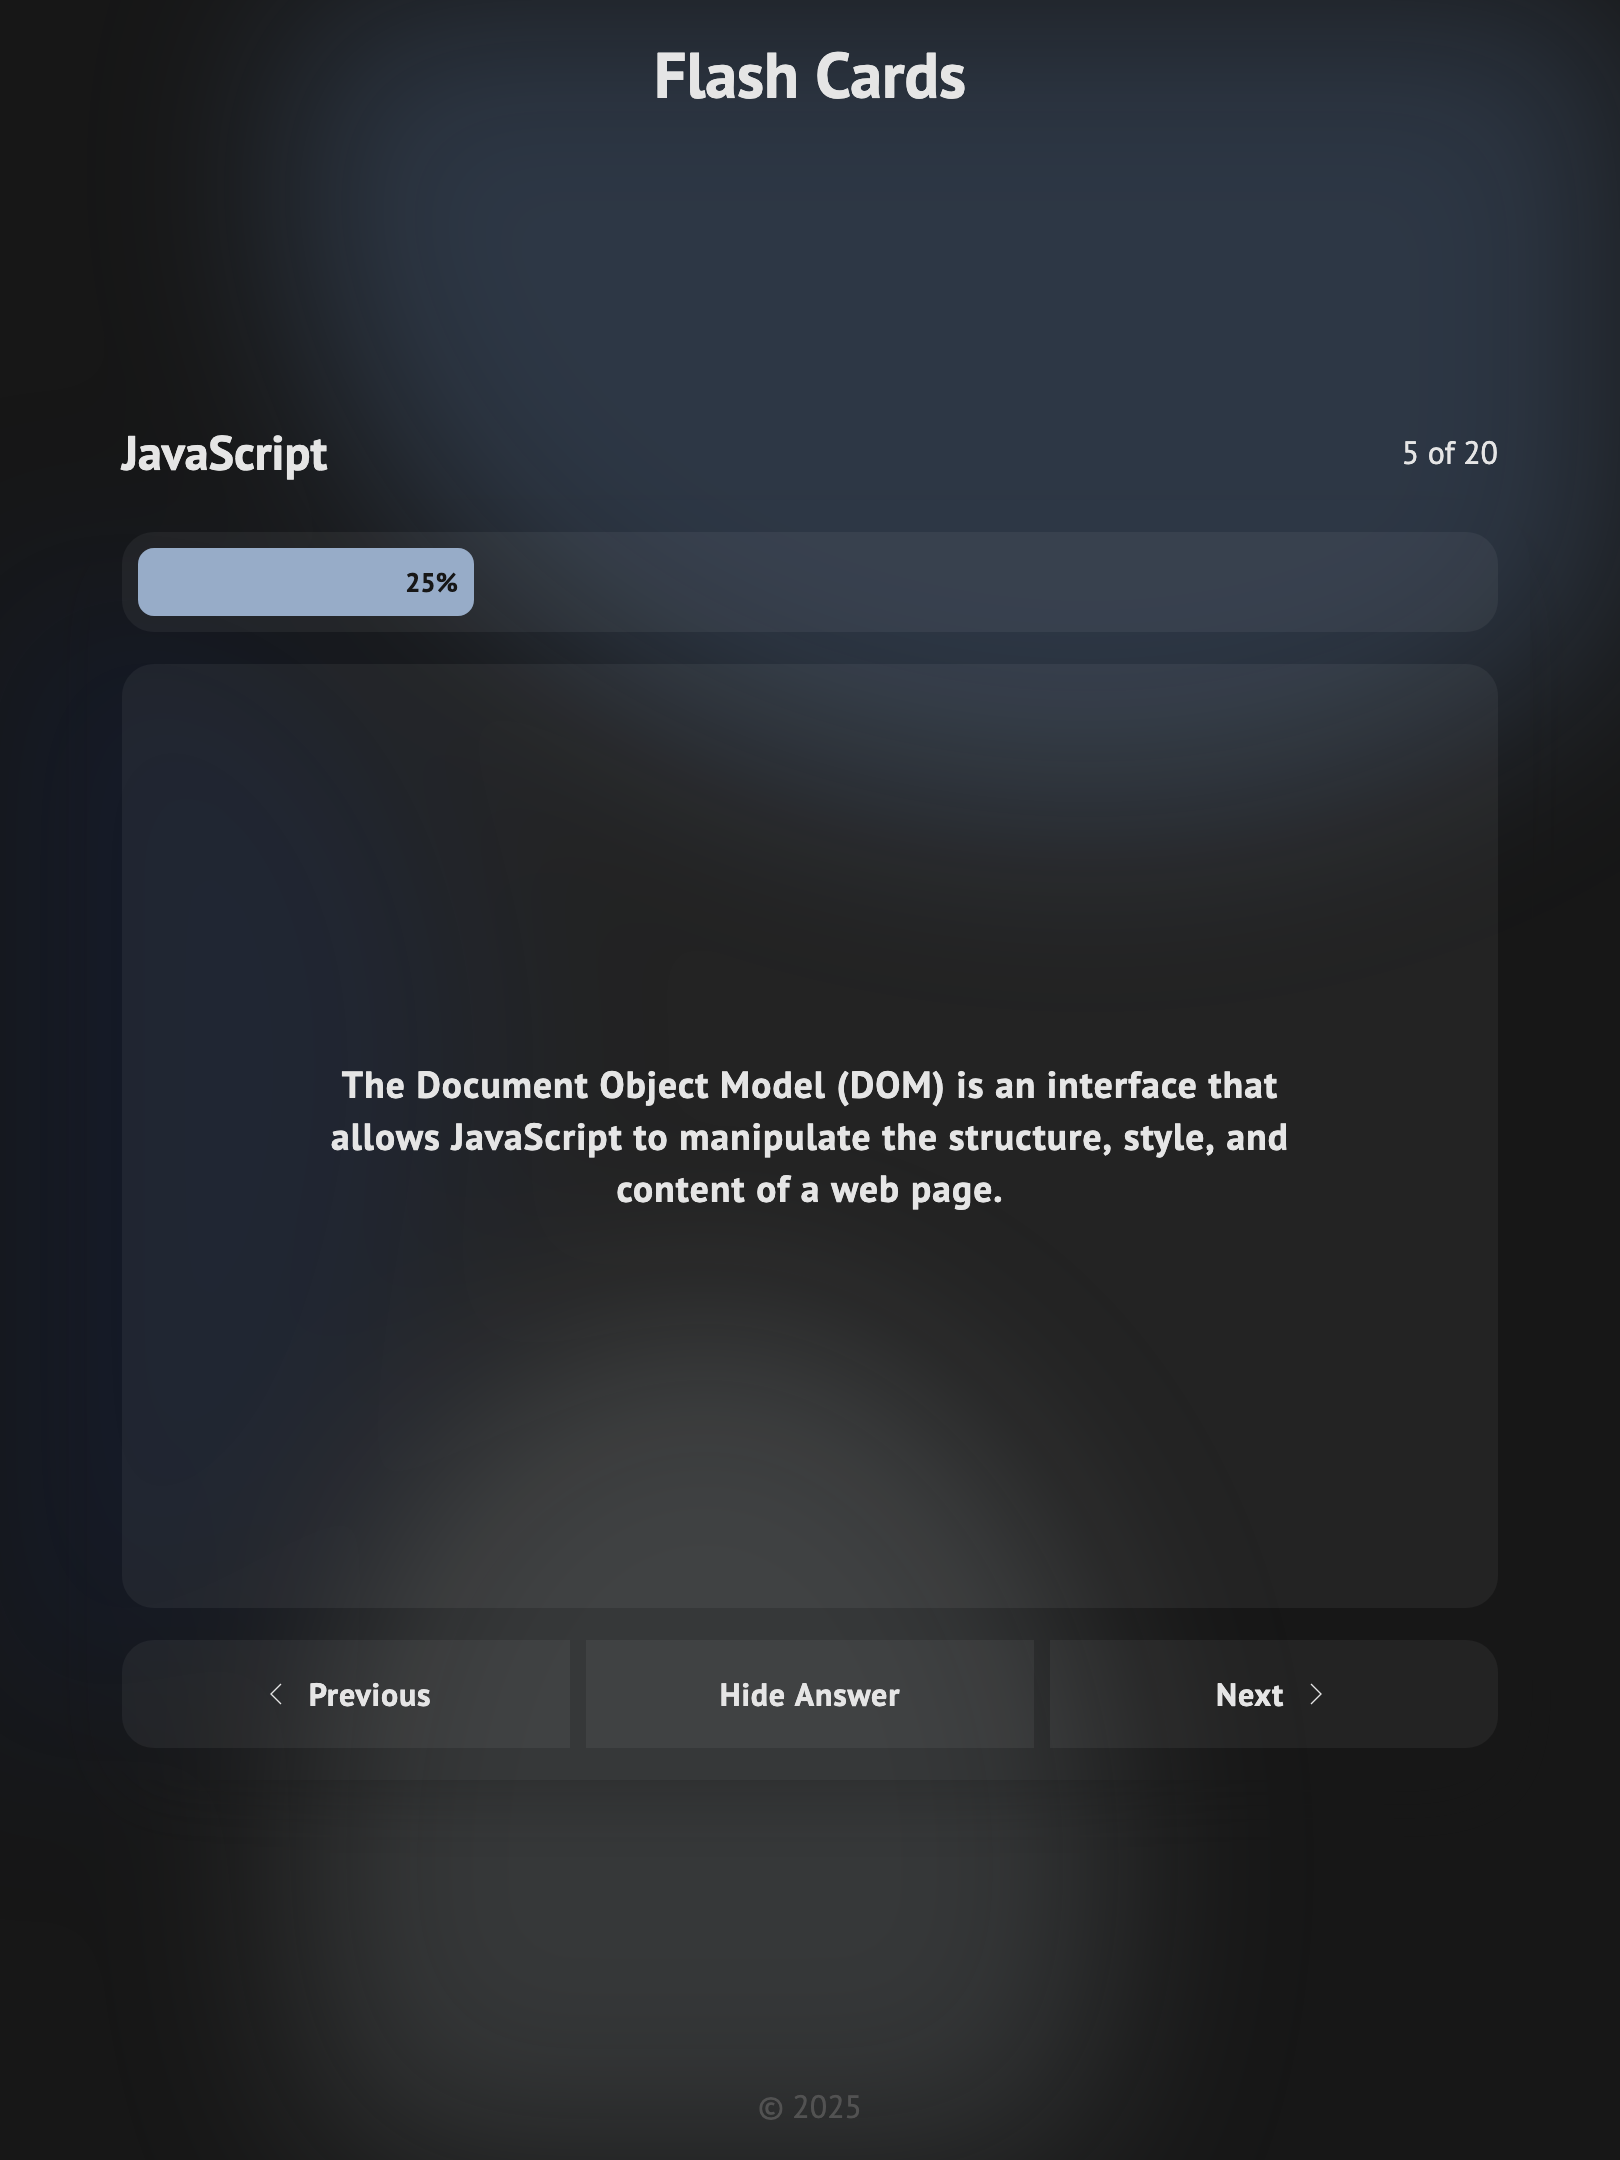 Flash Cards
JavaScript
5 of 20
25%
The Document Object Model (DOM) is an interface that
allows JavaScript to manipulate the structure, style, and
content of a web page.
Previous
Hide Answer
Next
© 2025